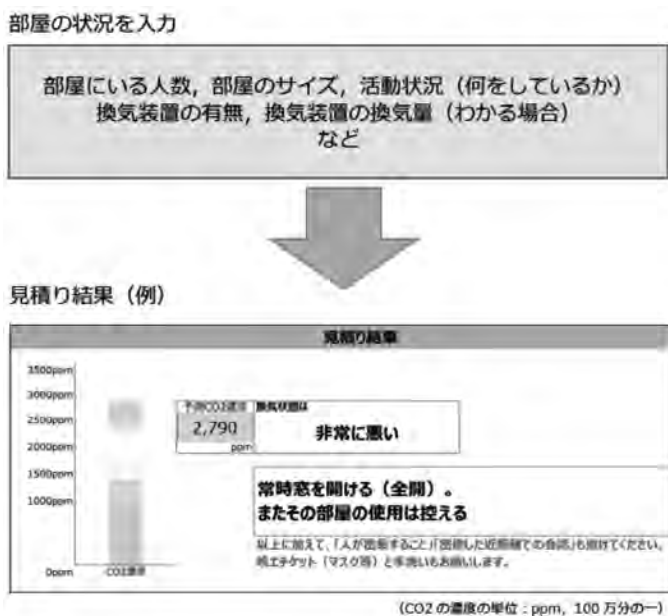 部屋の状況を入力
部屋にいる人数,部屋のサイズ,活動状況(何をしているか)
換気装置の有無,換気装置の換気量(わかる場合)
など
見積り結果(例)
見積り結果
3500ppm
3000ppm
2500ppm
2000ppm
1500ppm
1000ppm
0ppm
CO2濃度
予測CO2濃度
2,790
ppm
換気状態は
非常に悪い
常時窓を開ける(全開)。
またその部屋の使用は控える
以上に加えて、「人が密集すること」「密接した近距離での会話」も避けてください。
咳エチケット(マスク等)と手洗いもお願いします。
(CO2 の濃度の単位:ppm,100 万分の一)